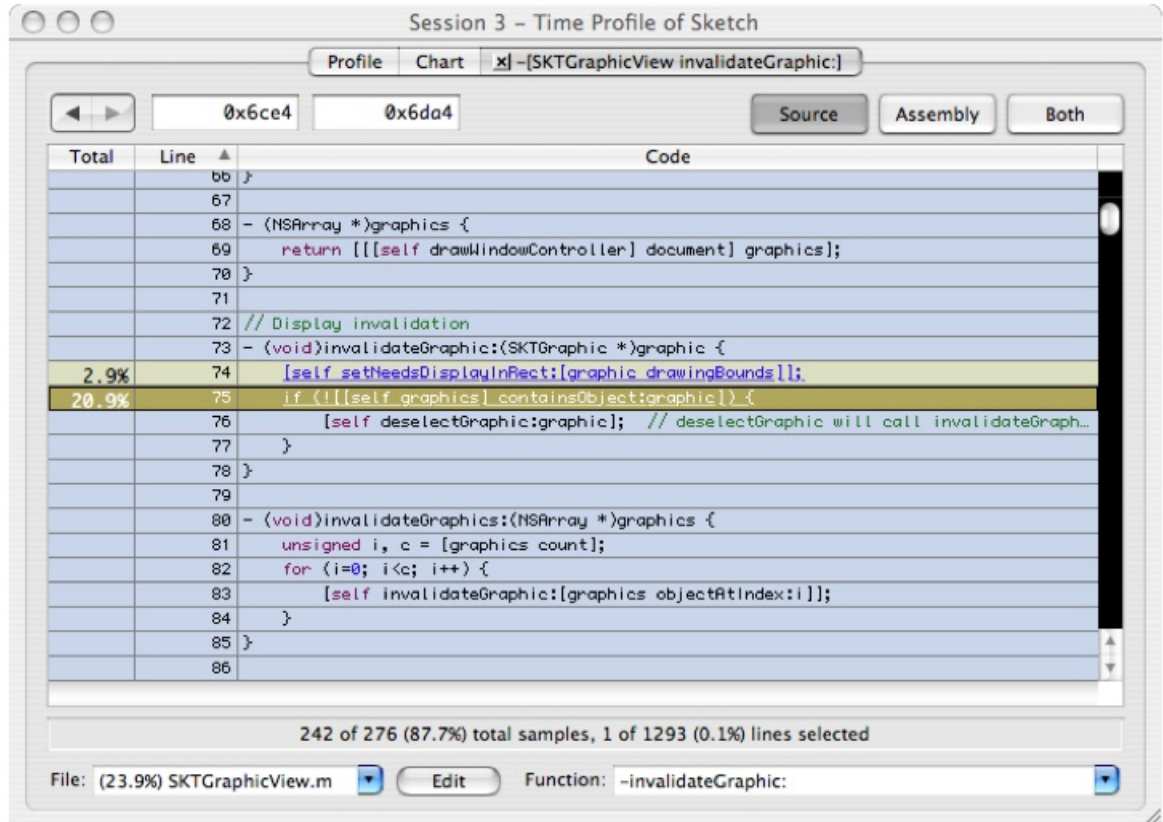 Session 3 – Time Profile of Sketch
Profile Chart x -[SKTGraphicView invalidateGraphic:]
0x6ce4 0x6da4 Source Assembly Both
Total Line Code
66 }
67
68 - (NSArray *)graphics {
69 return [[[self drawWindowController] document] graphics];
70 }
71
72 // Display invalidation
73 - (void)invalidateGraphic:(SKTGraphic *)graphic {
2.9% 74 [self setNeedsDisplayInRect:[graphic drawingBounds]];
20.9% 75 if (![[self graphics] containsObject:graphic]) {
76 [self deselectGraphic:graphic]; // deselectGraphic will call invalidateGraph…
77 }
78 }
79
80 - (void)invalidateGraphics:(NSArray *)graphics {
81 unsigned i, c = [graphics count];
82 for (i=0; i<c; i++) {
83 [self invalidateGraphic:[graphics objectAtIndex:i]];
84 }
85 }
86
242 of 276 (87.7%) total samples, 1 of 1293 (0.1%) lines selected
File: (23.9%) SKTGraphicView.m Edit Function: -invalidateGraphic: